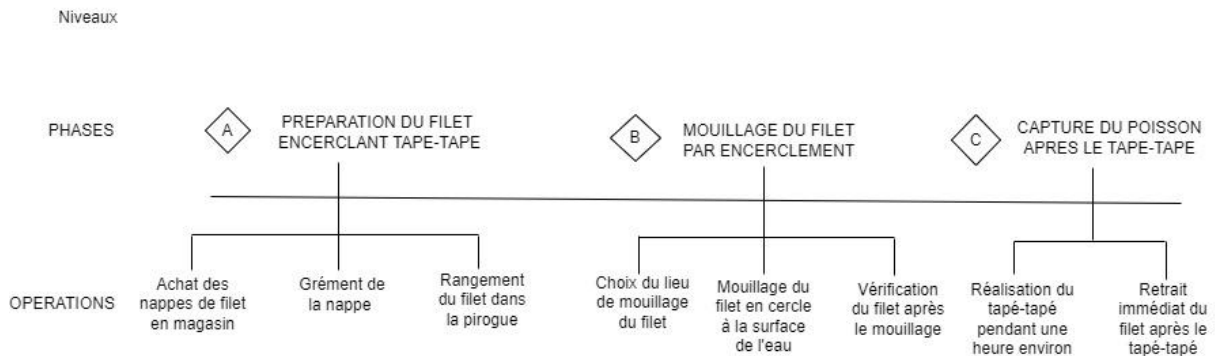 Niveaux
PHASES
A
PREPARATION DU FILET
ENCERCLANT TAPE-TAPE
B
MOUILLAGE DU FILET
PAR ENCERCLEMENT
C
CAPTURE DU POISSON
APRES LE TAPE-TAPE
OPERATIONS
Achat des
nappes de filet
en magasin
Grément de
la nappe
Rangement
du filet dans
la pirogue
Choix du lieu
de mouillage
du filet
Mouillage du
filet en cercle
à la surface
de l'eau
Vérification
du filet après
le mouillage
Réalisation du
tapé-tapé
pendant une
heure environ
Retrait
immédiat du
filet après le
tapé-tapé